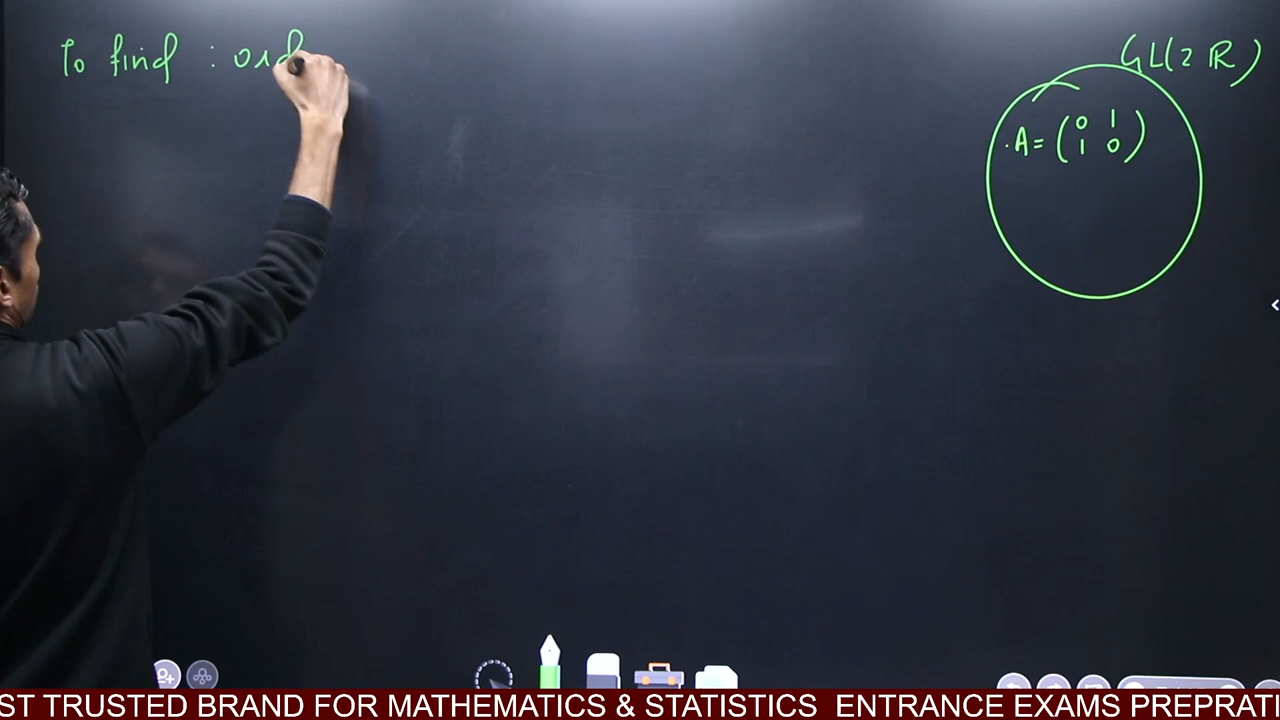 To find : ord
GL(2 R)
.A= (0 1
1 0)
ST TRUSTED BRAND FOR MATHEMATICS & STATISTICS ENTRANCE EXAMS PREPRATI